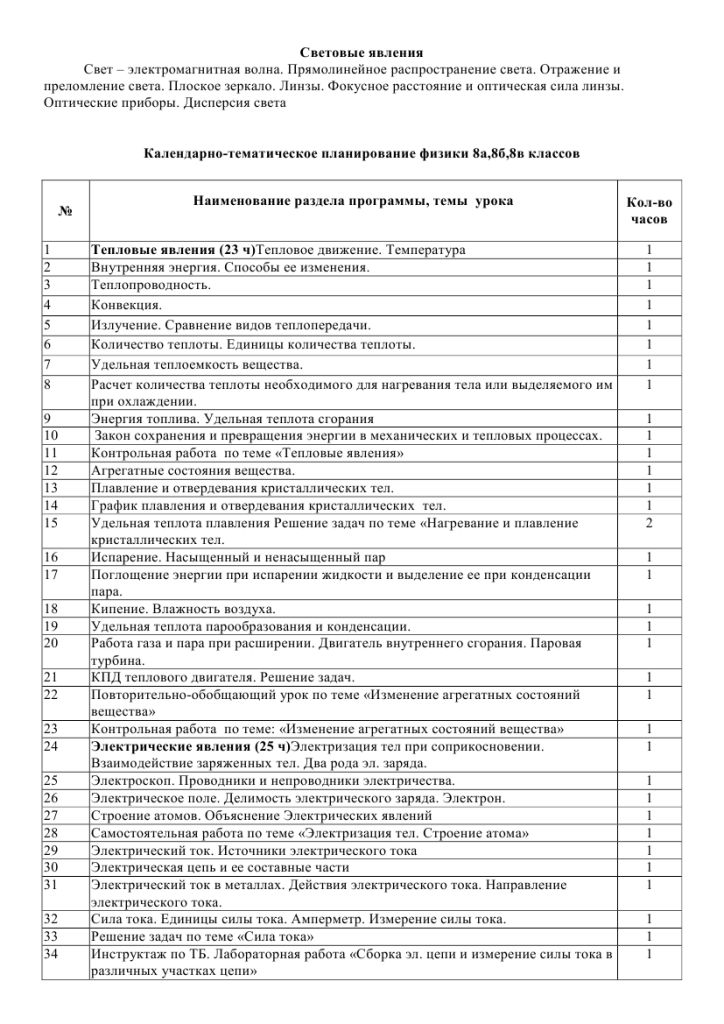 Световые явления
Свет – электромагнитная волна. Прямолинейное распространение света. Отражение и
преломление света. Плоское зеркало. Линзы. Фокусное расстояние и оптическая сила линзы.
Оптические приборы. Дисперсия света
Календарно-тематическое планирование физики 8а,8б,8в классов
№ Наименование раздела программы, темы урока Кол-во
часов
1 Тепловые явления (23 ч)Тепловое движение. Температура 1
2 Внутренняя энергия. Способы ее изменения. 1
3 Теплопроводность. 1
4 Конвекция. 1
5 Излучение. Сравнение видов теплопередачи. 1
6 Количество теплоты. Единицы количества теплоты. 1
7 Удельная теплоемкость вещества. 1
8 Расчет количества теплоты необходимого для нагревания тела или выделяемого им 1
при охлаждении.
9 Энергия топлива. Удельная теплота сгорания 1
10 Закон сохранения и превращения энергии в механических и тепловых процессах. 1
11 Контрольная работа по теме «Тепловые явления» 1
12 Агрегатные состояния вещества. 1
13 Плавление и отвердевания кристаллических тел. 1
14 График плавления и отвердевания кристаллических тел. 1
15 Удельная теплота плавления Решение задач по теме «Нагревание и плавление 2
кристаллических тел.
16 Испарение. Насыщенный и ненасыщенный пар 1
17 Поглощение энергии при испарении жидкости и выделение ее при конденсации 1
пара.
18 Кипение. Влажность воздуха. 1
19 Удельная теплота парообразования и конденсации. 1
20 Работа газа и пара при расширении. Двигатель внутреннего сгорания. Паровая 1
турбина.
21 КПД теплового двигателя. Решение задач. 1
22 Повторительно-обобщающий урок по теме «Изменение агрегатных состояний 1
вещества»
23 Контрольная работа по теме: «Изменение агрегатных состояний вещества» 1
24 Электрические явления (25 ч)Электризация тел при соприкосновении. 1
Взаимодействие заряженных тел. Два рода эл. заряда.
25 Электроскоп. Проводники и непроводники электричества. 1
26 Электрическое поле. Делимость электрического заряда. Электрон. 1
27 Строение атомов. Объяснение Электрических явлений 1
28 Самостоятельная работа по теме «Электризация тел. Строение атома» 1
29 Электрический ток. Источники электрического тока 1
30 Электрическая цепь и ее составные части 1
31 Электрический ток в металлах. Действия электрического тока. Направление 1
электрического тока.
32 Сила тока. Единицы силы тока. Амперметр. Измерение силы тока. 1
33 Решение задач по теме «Сила тока» 1
34 Инструктаж по ТБ. Лабораторная работа «Сборка эл. цепи и измерение силы тока в 1
различных участках цепи»